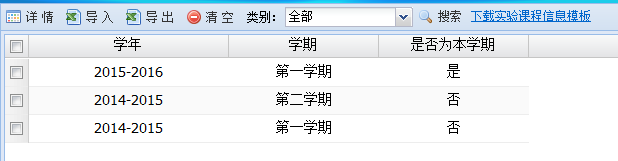 详 情 导 入 导 出 清 空 类别: 全部 搜索 下载实验课程信息模板
学年 学期 是否为本学期
2015-2016 第一学期 是
2014-2015 第二学期 否
2014-2015 第一学期 否